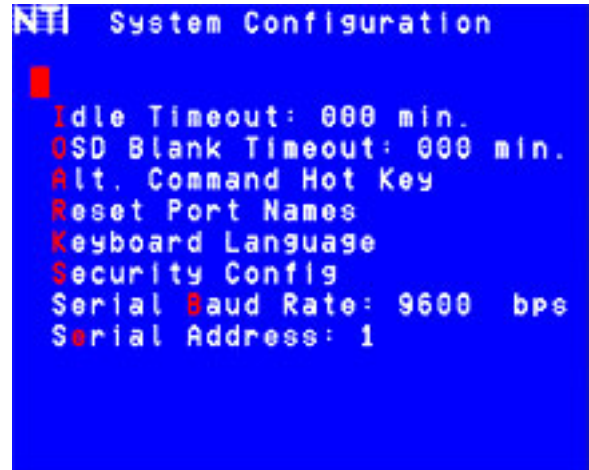 NTI System Configuration
Idle Timeout: 000 min.
OSD Blank Timeout: 000 min.
Alt. Command Hot Key
Reset Port Names
Keyboard Language
Security Config
Serial Baud Rate: 9600 bps
Serial Address: 1